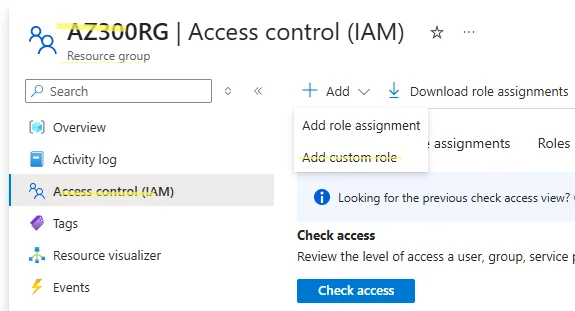 AZ300RG | Access control (IAM)
Resource group
Search
Add
Download role assignments
Add role assignment
Add custom role
e assignments
Roles
Overview
Activity log
Access control (IAM)
Tags
Resource visualizer
Events
Looking for the previous check access view?
Check access
Review the level of access a user, group, service p
Check access